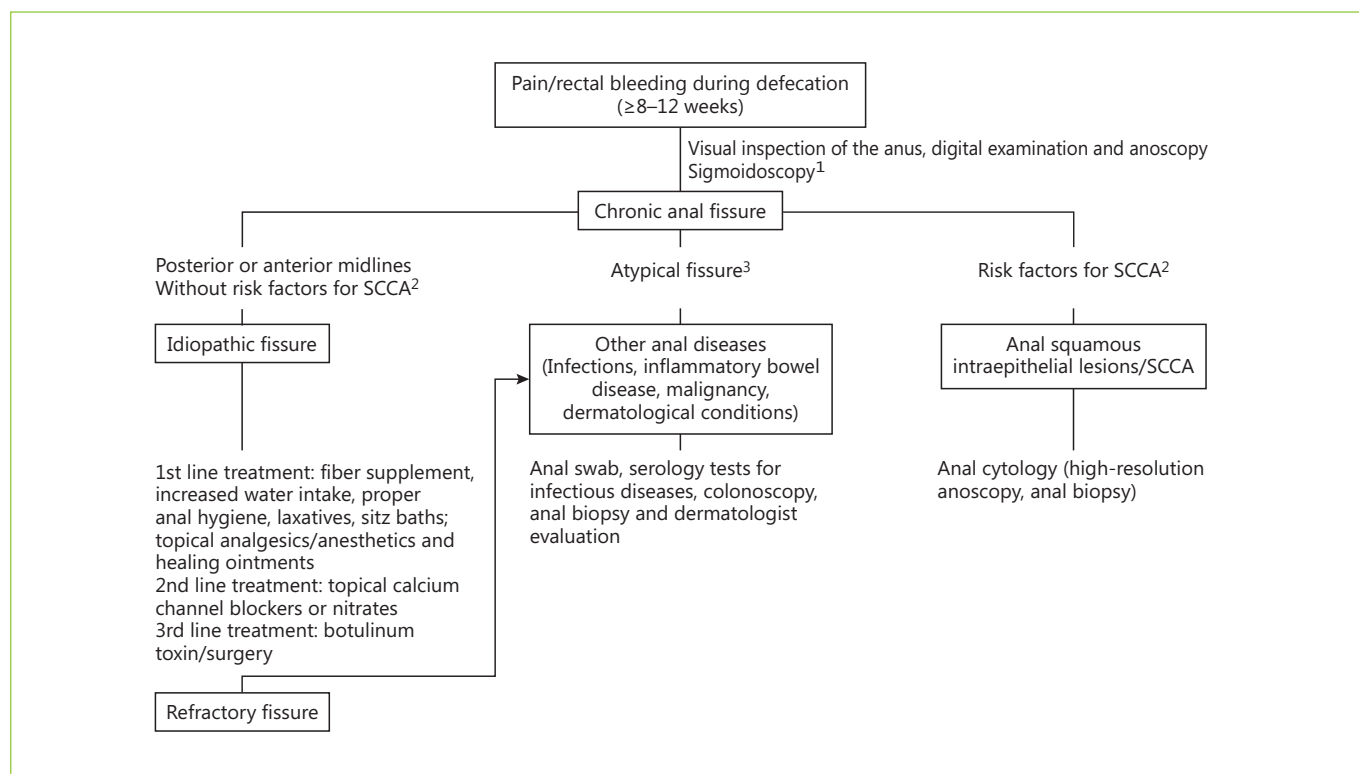 Pain/rectal bleeding during defecation
(≥8–12 weeks)
Visual inspection of the anus, digital examination and anoscopy
Sigmoidoscopy1
Chronic anal fissure
Posterior or anterior midlines
Without risk factors for SCCA2
Atypical fissure3
Risk factors for SCCA2
Idiopathic fissure
Other anal diseases
(Infections, inflammatory bowel
disease, malignancy,
dermatological conditions)
Anal squamous
intraepithelial lesions/SCCA
1st line treatment: fiber supplement,
increased water intake, proper
anal hygiene, laxatives, sitz baths;
topical analgesics/anesthetics and
healing ointments
2nd line treatment: topical calcium
channel blockers or nitrates
3rd line treatment: botulinum
toxin/surgery
Anal swab, serology tests for
infectious diseases, colonoscopy,
anal biopsy and dermatologist
evaluation
Anal cytology (high-resolution
anoscopy, anal biopsy)
Refractory fissure